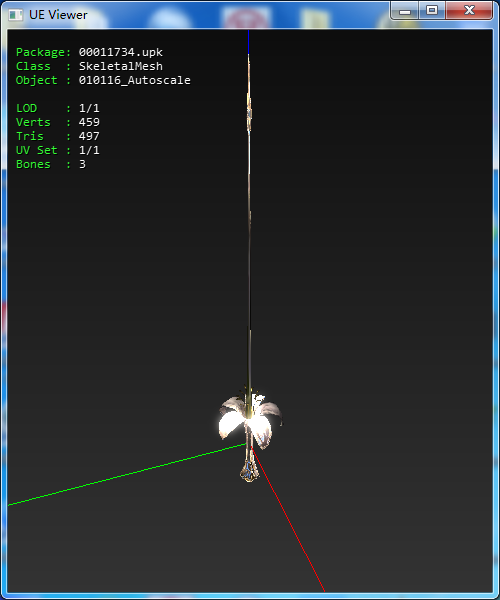 UE Viewer
Package: 00011734.upk
Class  : SkeletalMesh
Object : 010116_Autoscale
LOD    : 1/1
Verts  : 459
Tris   : 497
UV Set : 1/1
Bones  : 3